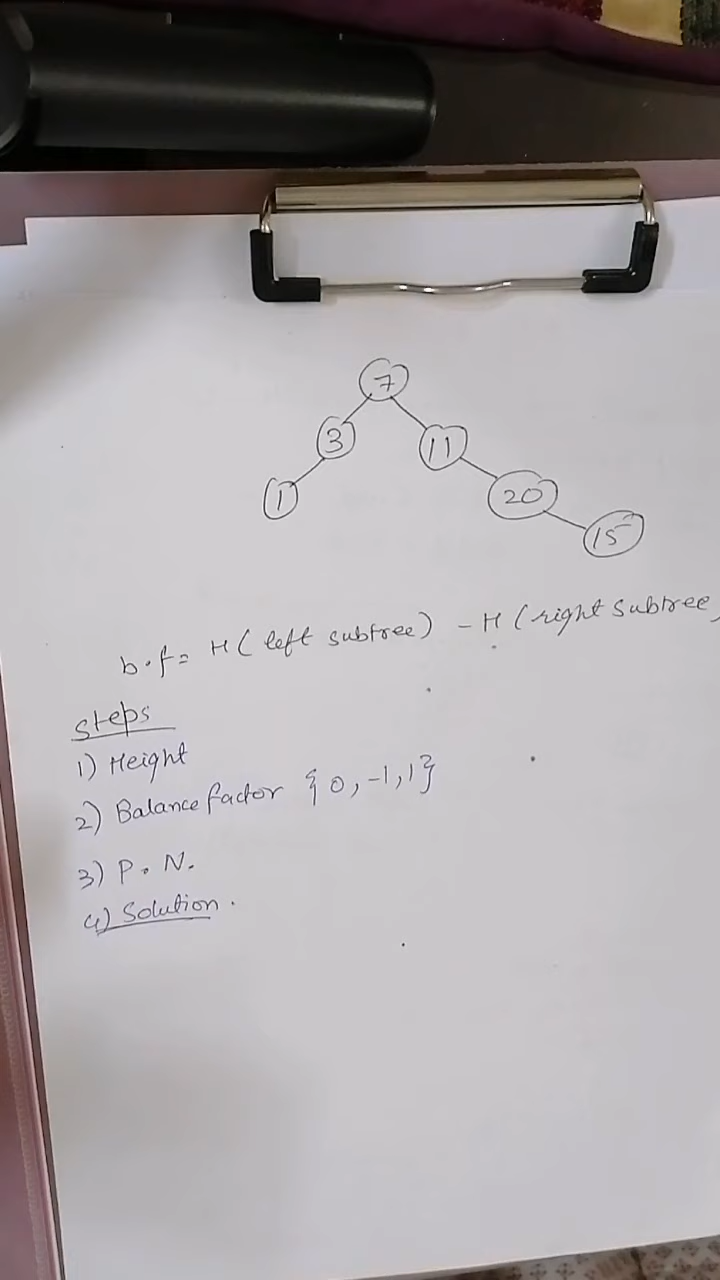 7
3 11
1 20
15
b.f= H(left subtree) - H(right subtree
steps
1) Height
2) Balance factor {0,-1,1}
3) P.N.
4) Solution.